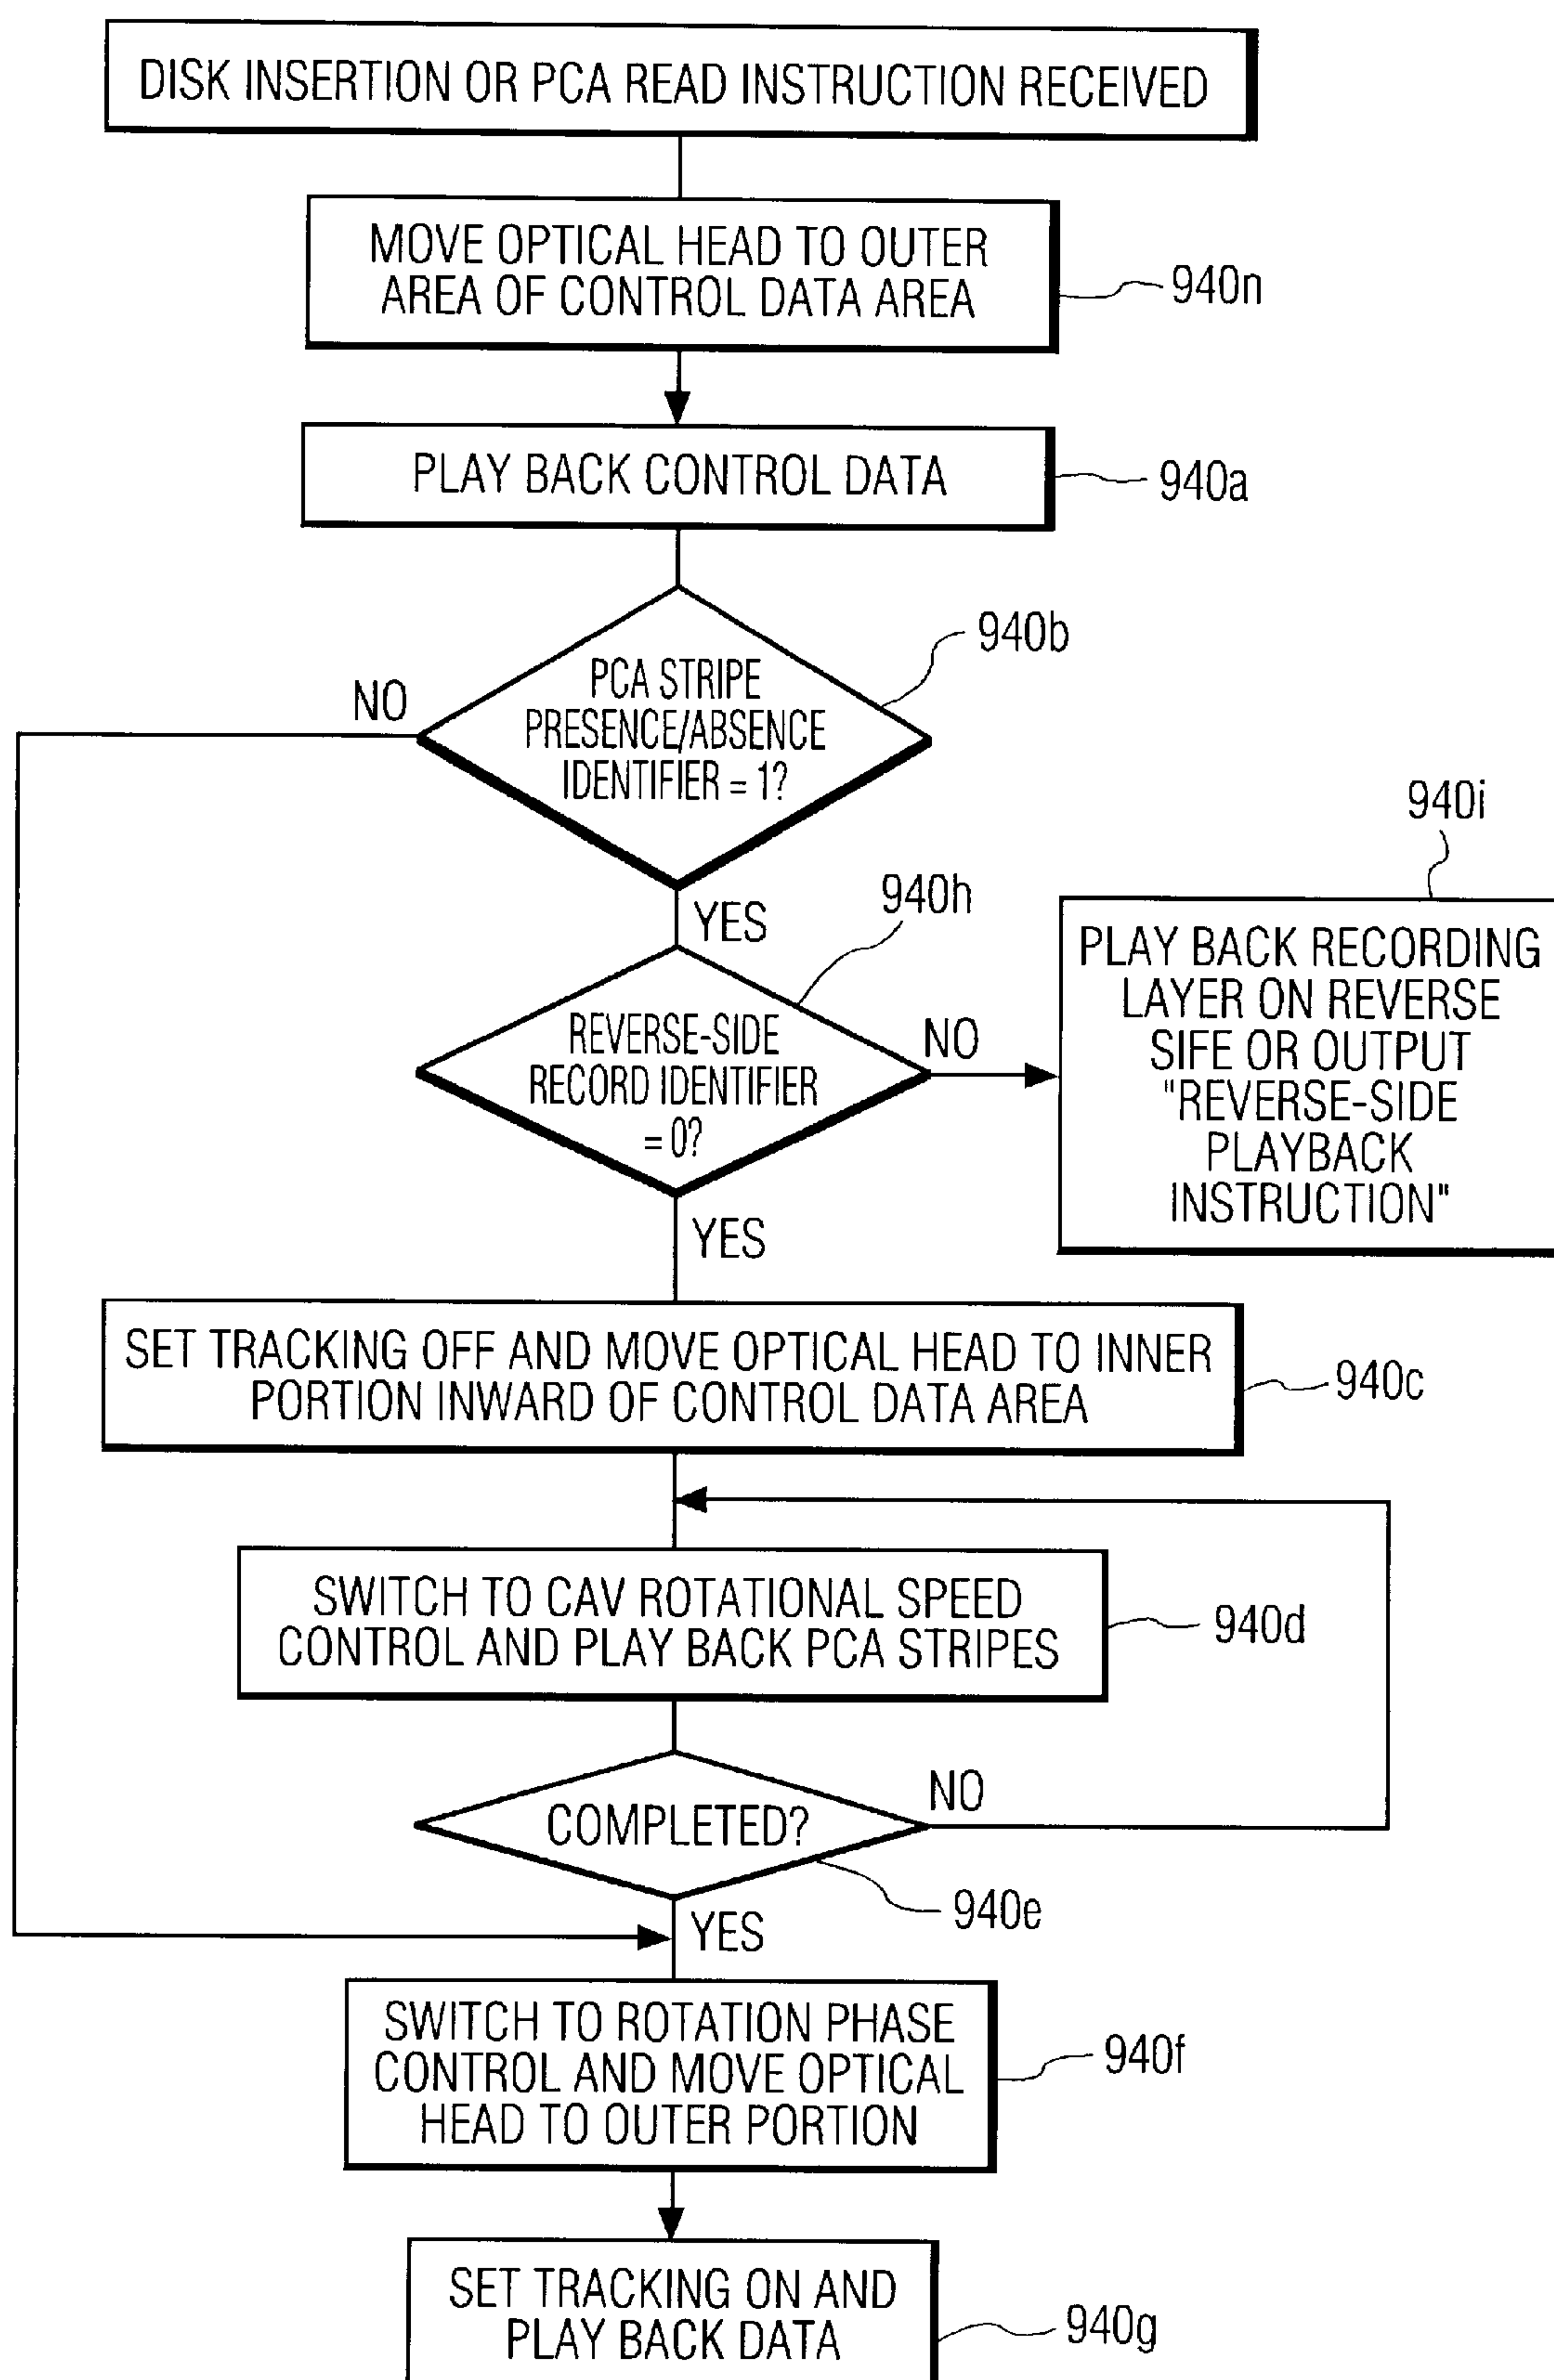 DISK INSERTION OR PCA READ INSTRUCTION RECEIVED
MOVE OPTICAL HEAD TO OUTER
AREA OF CONTROL DATA AREA
940n
PLAY BACK CONTROL DATA
940a
940b
PCA STRIPE
PRESENCE/ABSENCE
IDENTIFIER = 1?
NO
YES
940h
REVERSE-SIDE
RECORD IDENTIFIER
= 0?
NO
940i
PLAY BACK RECORDING
LAYER ON REVERSE
SIFE OR OUTPUT
"REVERSE-SIDE
PLAYBACK
INSTRUCTION"
YES
SET TRACKING OFF AND MOVE OPTICAL HEAD TO INNER
PORTION INWARD OF CONTROL DATA AREA
940c
SWITCH TO CAV ROTATIONAL SPEED
CONTROL AND PLAY BACK PCA STRIPES
940d
COMPLETED?
NO
940e
YES
SWITCH TO ROTATION PHASE
CONTROL AND MOVE OPTICAL
HEAD TO OUTER PORTION
940f
SET TRACKING ON AND
PLAY BACK DATA
940g